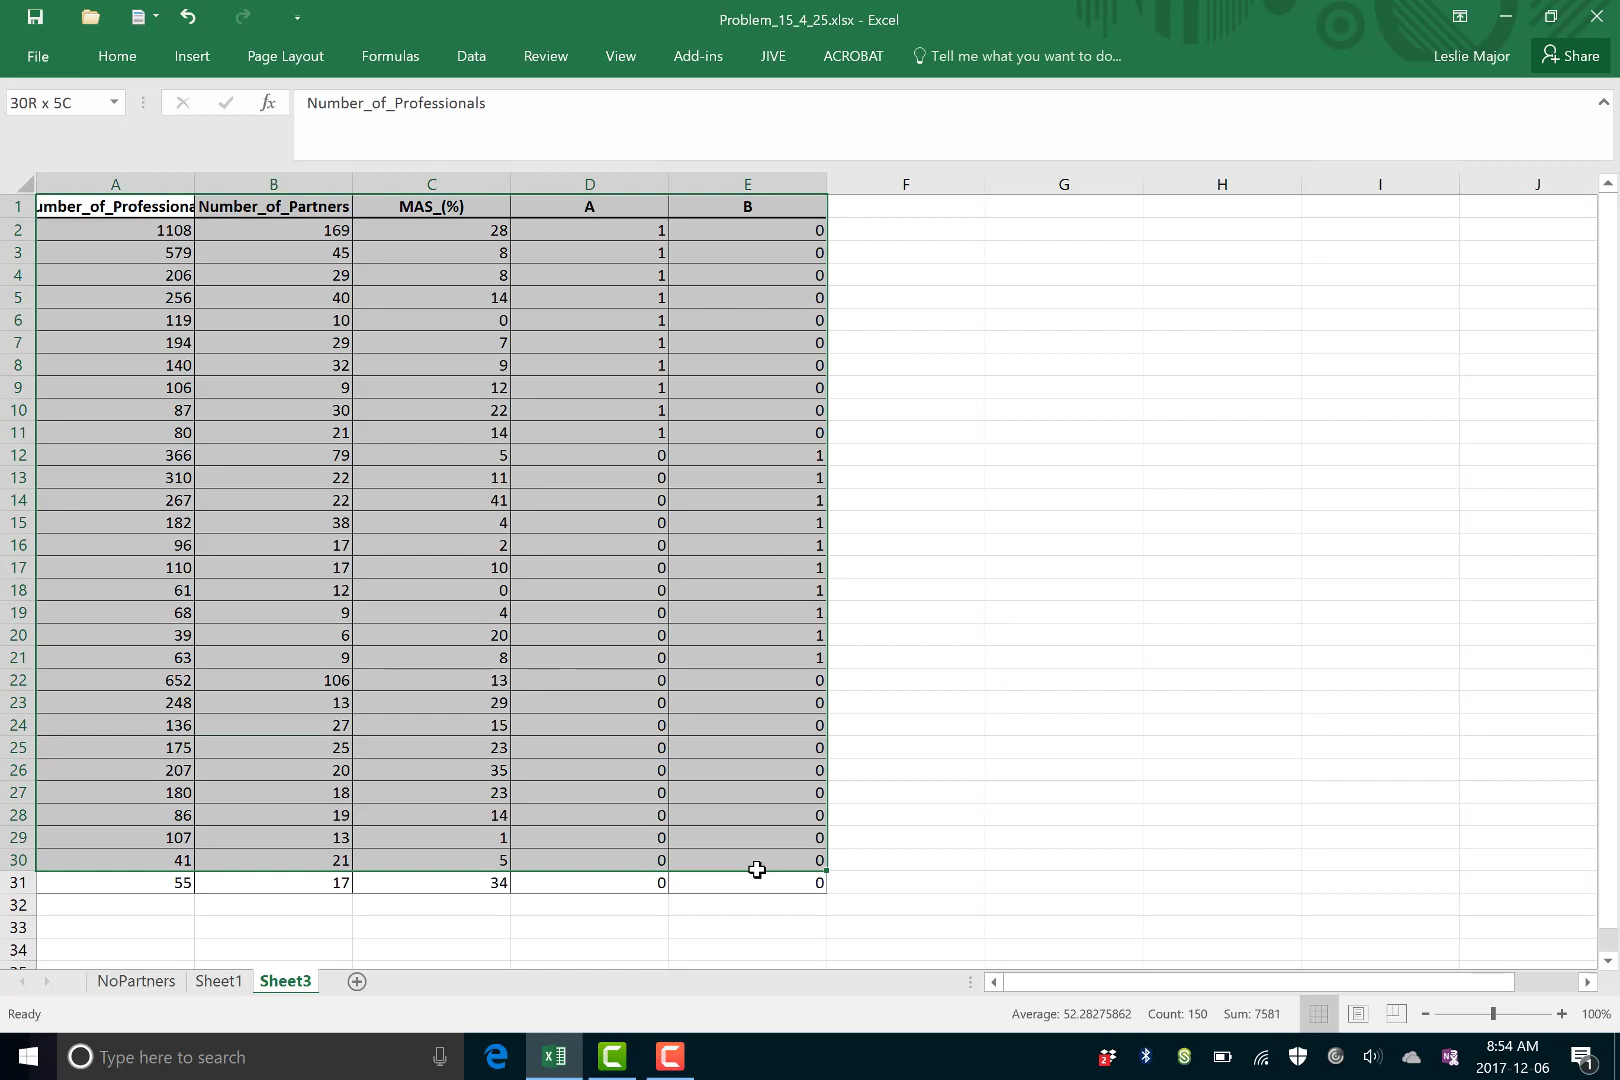 Problem_15_4_25.xlsx - Excel
File Home Insert Page Layout Formulas Data Review View Add-ins JIVE ACROBAT Tell me what you want to do... Leslie Major Share
30R x 5C fx Number_of_Professionals
A B C D E F G H I J
1 umber_of_Professiona Number_of_Partners MAS_(%) A B
2 1108 169 28 1 0
3 579 45 8 1 0
4 206 29 8 1 0
5 256 40 14 1 0
6 119 10 0 1 0
7 194 29 7 1 0
8 140 32 9 1 0
9 106 9 12 1 0
10 87 30 22 1 0
11 80 21 14 1 0
12 366 79 5 0 1
13 310 22 11 0 1
14 267 22 41 0 1
15 182 38 4 0 1
16 96 17 2 0 1
17 110 17 10 0 1
18 61 12 0 0 1
19 68 9 4 0 1
20 39 6 20 0 1
21 63 9 8 0 1
22 652 106 13 0 0
23 248 13 29 0 0
24 136 27 15 0 0
25 175 25 23 0 0
26 207 20 35 0 0
27 180 18 23 0 0
28 86 19 14 0 0
29 107 13 1 0 0
30 41 21 5 0 0
31 55 17 34 0 0
32
33
34
NoPartners Sheet1 Sheet3
Ready Average: 52.28275862 Count: 150 Sum: 7581 100%
Type here to search 8:54 AM
2017-12-06